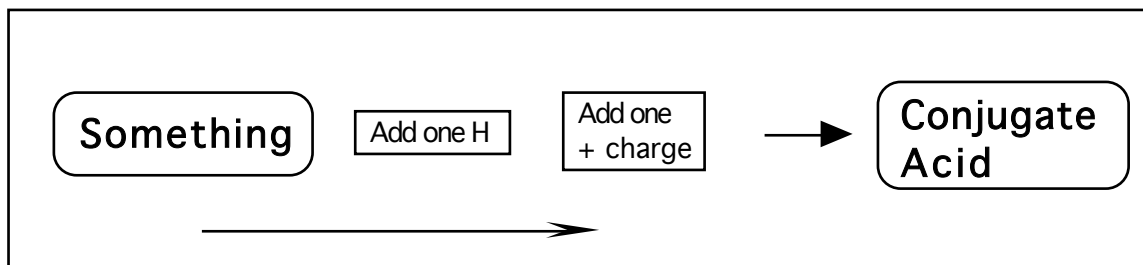 Something
Add one H
Add one
+ charge
Conjugate
Acid